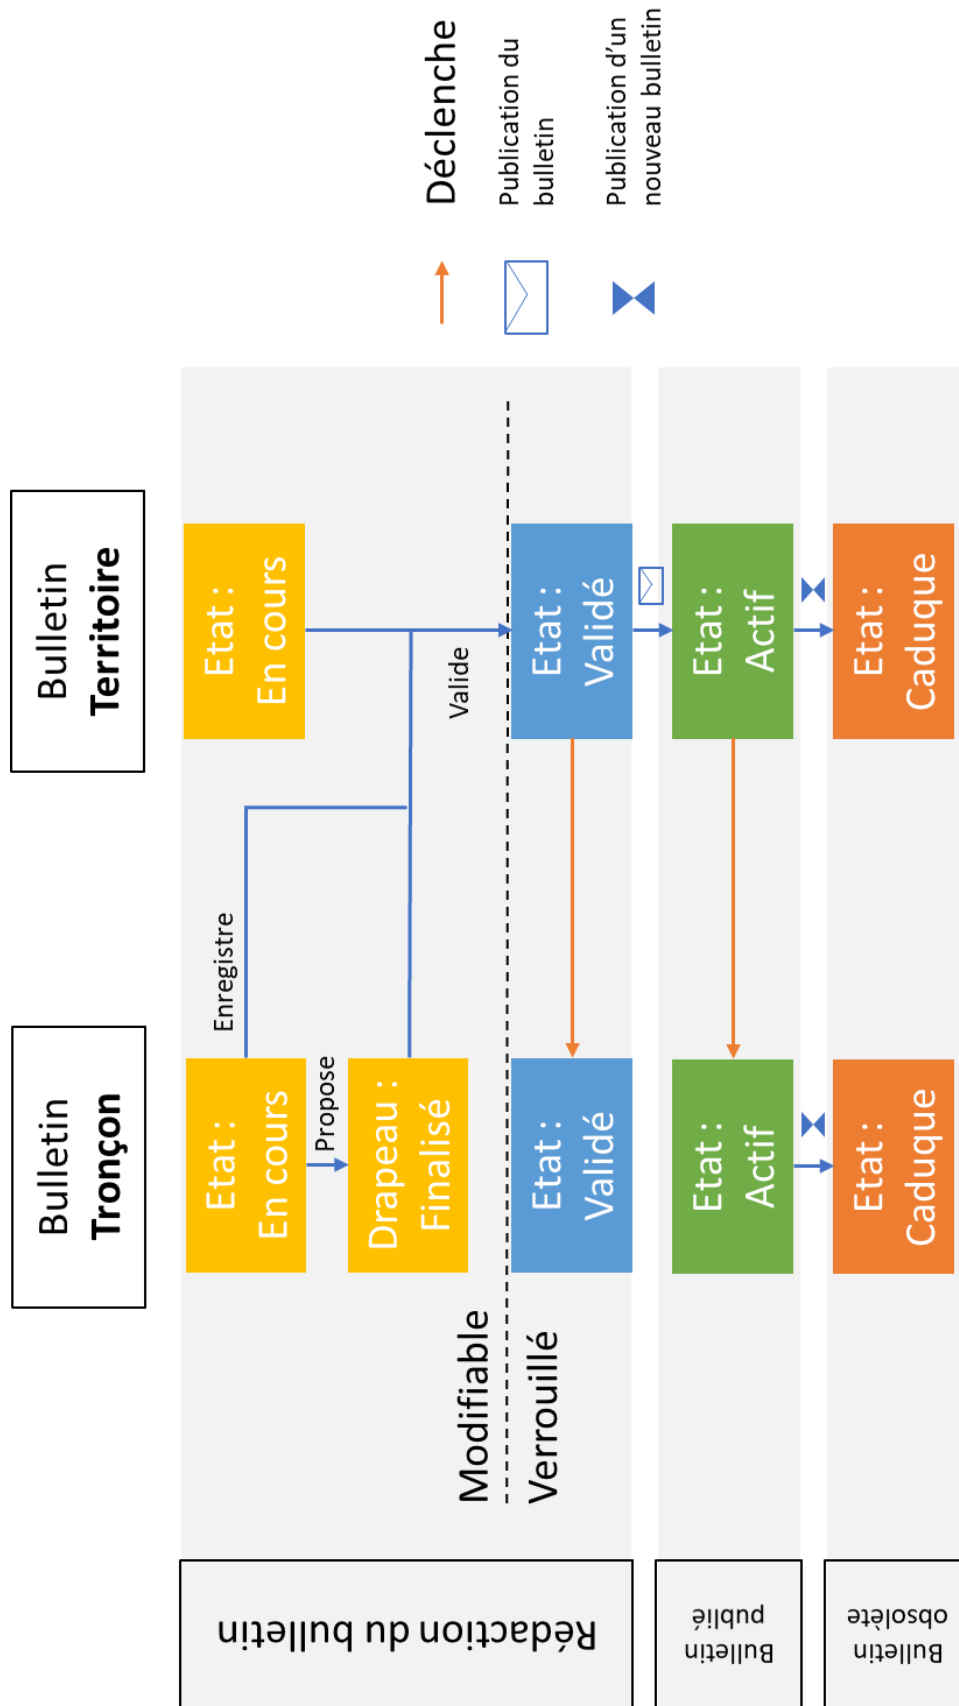 Bulletin
Tronçon
Bulletin
Territoire
Rédaction du bulletin
Etat :
En cours
Enregistre
Etat :
En cours
Propose
Drapeau :
Finalisé
Valide
Modifiable
Verrouillé
Etat :
Validé
Etat :
Validé
Bulletin
publié
Etat :
Actif
Etat :
Actif
Bulletin
obsolète
Etat :
Caduque
Etat :
Caduque
Déclenche
Publication du
bulletin
Publication d'un
nouveau bulletin